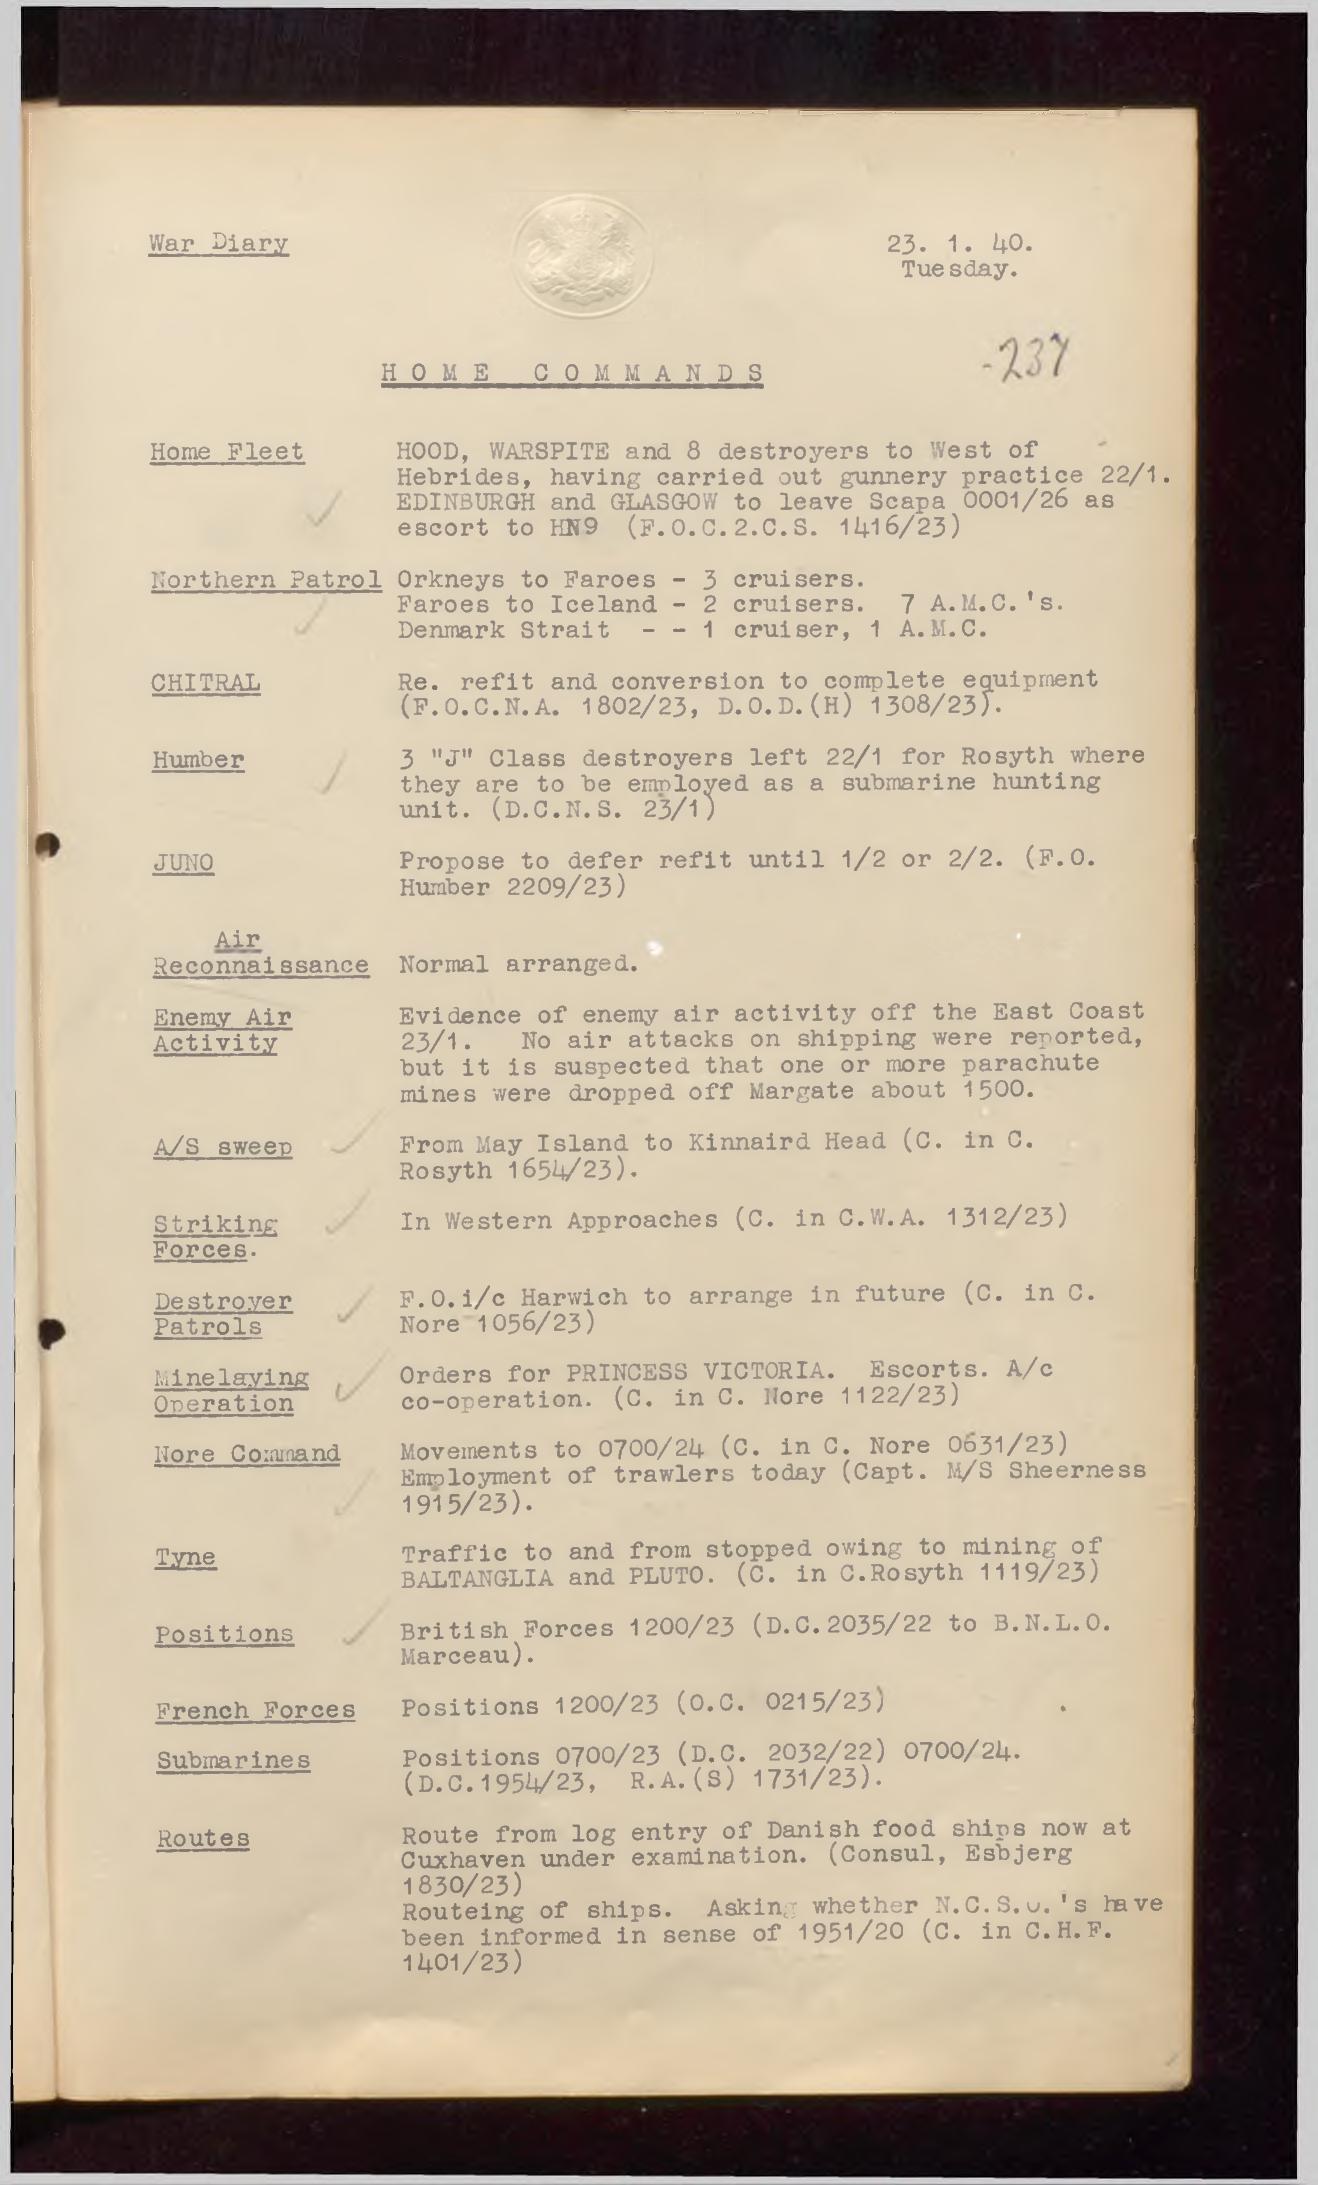 War Diary
23. 1. 40.
Tuesday.
-237
HOME COMMANDS
Home Fleet HOOD, WARSPITE and 8 destroyers to West of
Hebrides, having carried out gunnery practice 22/1.
EDINBURGH and GLASGOW to leave Scapa 0001/26 as
escort to HN9 (F.O.C.2.C.S. 1416/23)
Northern Patrol Orkneys to Faroes - 3 cruisers.
Faroes to Iceland - 2 cruisers. 7 A.M.C.'s.
Denmark Strait - - 1 cruiser, 1 A.M.C.
CHITRAL Re. refit and conversion to complete equipment
(F.O.C.N.A. 1802/23, D.O.D.(H) 1308/23).
Humber 3 "J" Class destroyers left 22/1 for Rosyth where
they are to be employed as a submarine hunting
unit. (D.C.N.S. 23/1)
JUNO Propose to defer refit until 1/2 or 2/2. (F.O.
Humber 2209/23)
Air
Reconnaissance Normal arranged.
Enemy Air Evidence of enemy air activity off the East Coast
Activity 23/1. No air attacks on shipping were reported,
but it is suspected that one or more parachute
mines were dropped off Margate about 1500.
A/S sweep From May Island to Kinnaird Head (C. in C.
Rosyth 1654/23).
Striking In Western Approaches (C. in C.W.A. 1312/23)
Forces.
Destroyer F.O.i/c Harwich to arrange in future (C. in C.
Patrols Nore 1056/23)
Minelaying Orders for PRINCESS VICTORIA. Escorts. A/c
Operation co-operation. (C. in C. Nore 1122/23)
Nore Command Movements to 0700/24 (C. in C. Nore 0631/23)
Employment of trawlers today (Capt. M/S Sheerness
1915/23).
Tyne Traffic to and from stopped owing to mining of
BALTANGLIA and PLUTO. (C. in C.Rosyth 1119/23)
Positions British Forces 1200/23 (D.C.2035/22 to B.N.L.O.
Marceau).
French Forces Positions 1200/23 (O.C. 0215/23)
Submarines Positions 0700/23 (D.C. 2032/22) 0700/24.
(D.C.1954/23, R.A.(S) 1731/23).
Routes Route from log entry of Danish food ships now at
Cuxhaven under examination. (Consul, Esbjerg
1830/23)
Routeing of ships. Asking whether N.C.S.O.'s have
been informed in sense of 1951/20 (C. in C.H.F.
1401/23)